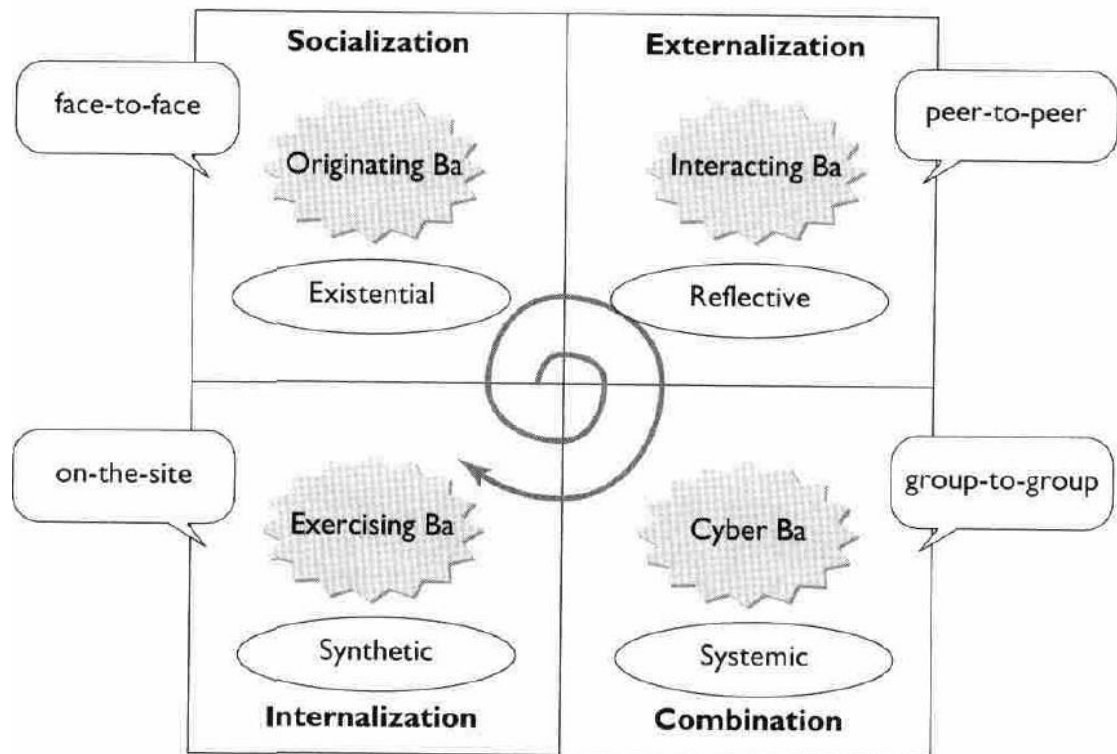 Socialization
Externalization
face-to-face
peer-to-peer
Originating Ba
Interacting Ba
Existential
Reflective
on-the-site
group-to-group
Exercising Ba
Cyber Ba
Synthetic
Systemic
Internalization
Combination